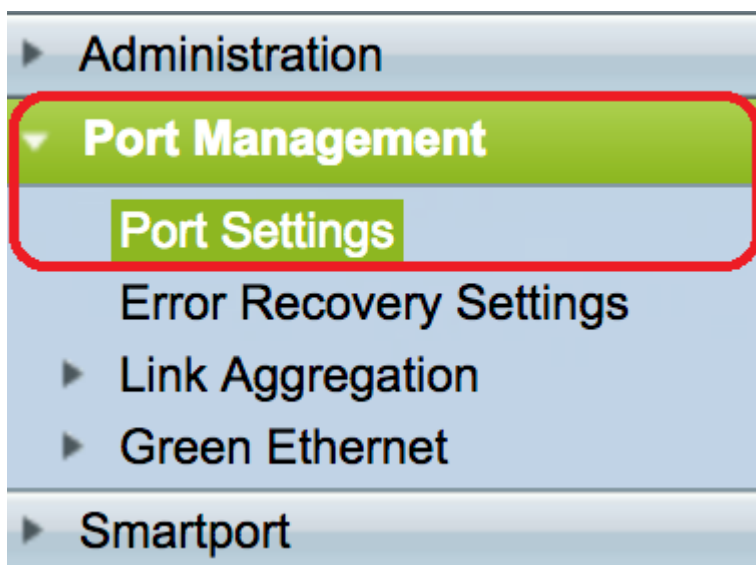 Administration
Port Management
Port Settings
Error Recovery Settings
Link Aggregation
Green Ethernet
Smartport